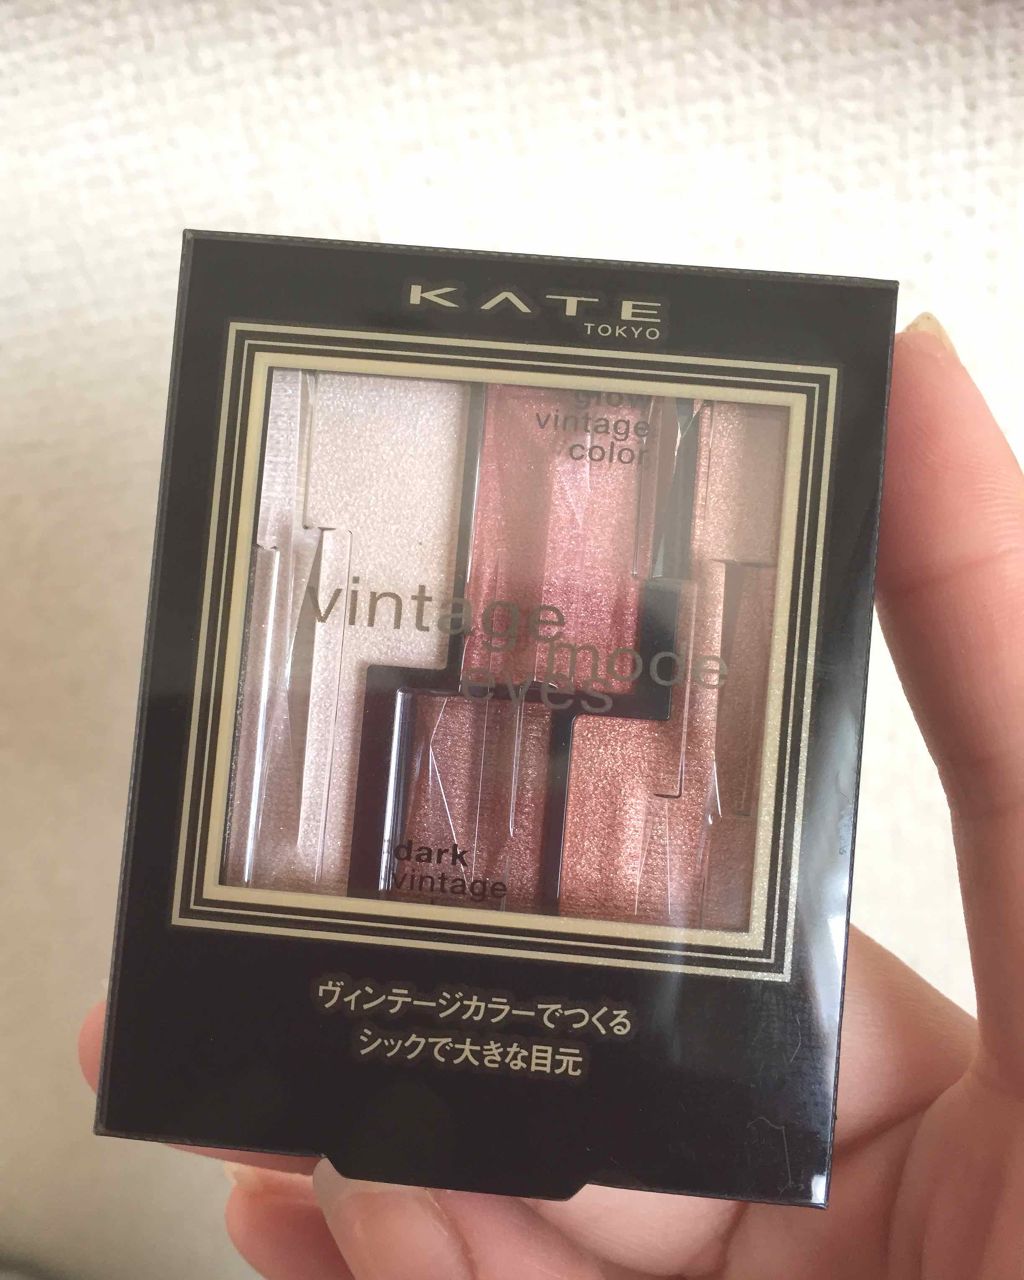 KATE
TOKYO
glow
vintage
color
vintage
mode
eyes
dark
vintage
ヴィンテージカラーでつくる
シックで大きな目元